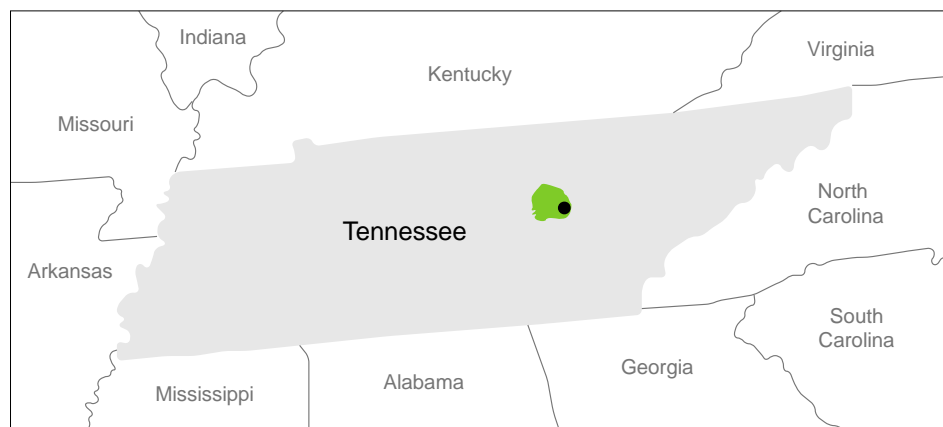 Indiana
Virginia
Kentucky
Missouri
North
Carolina
Tennessee
Arkansas
South
Carolina
Georgia
Alabama
Mississippi